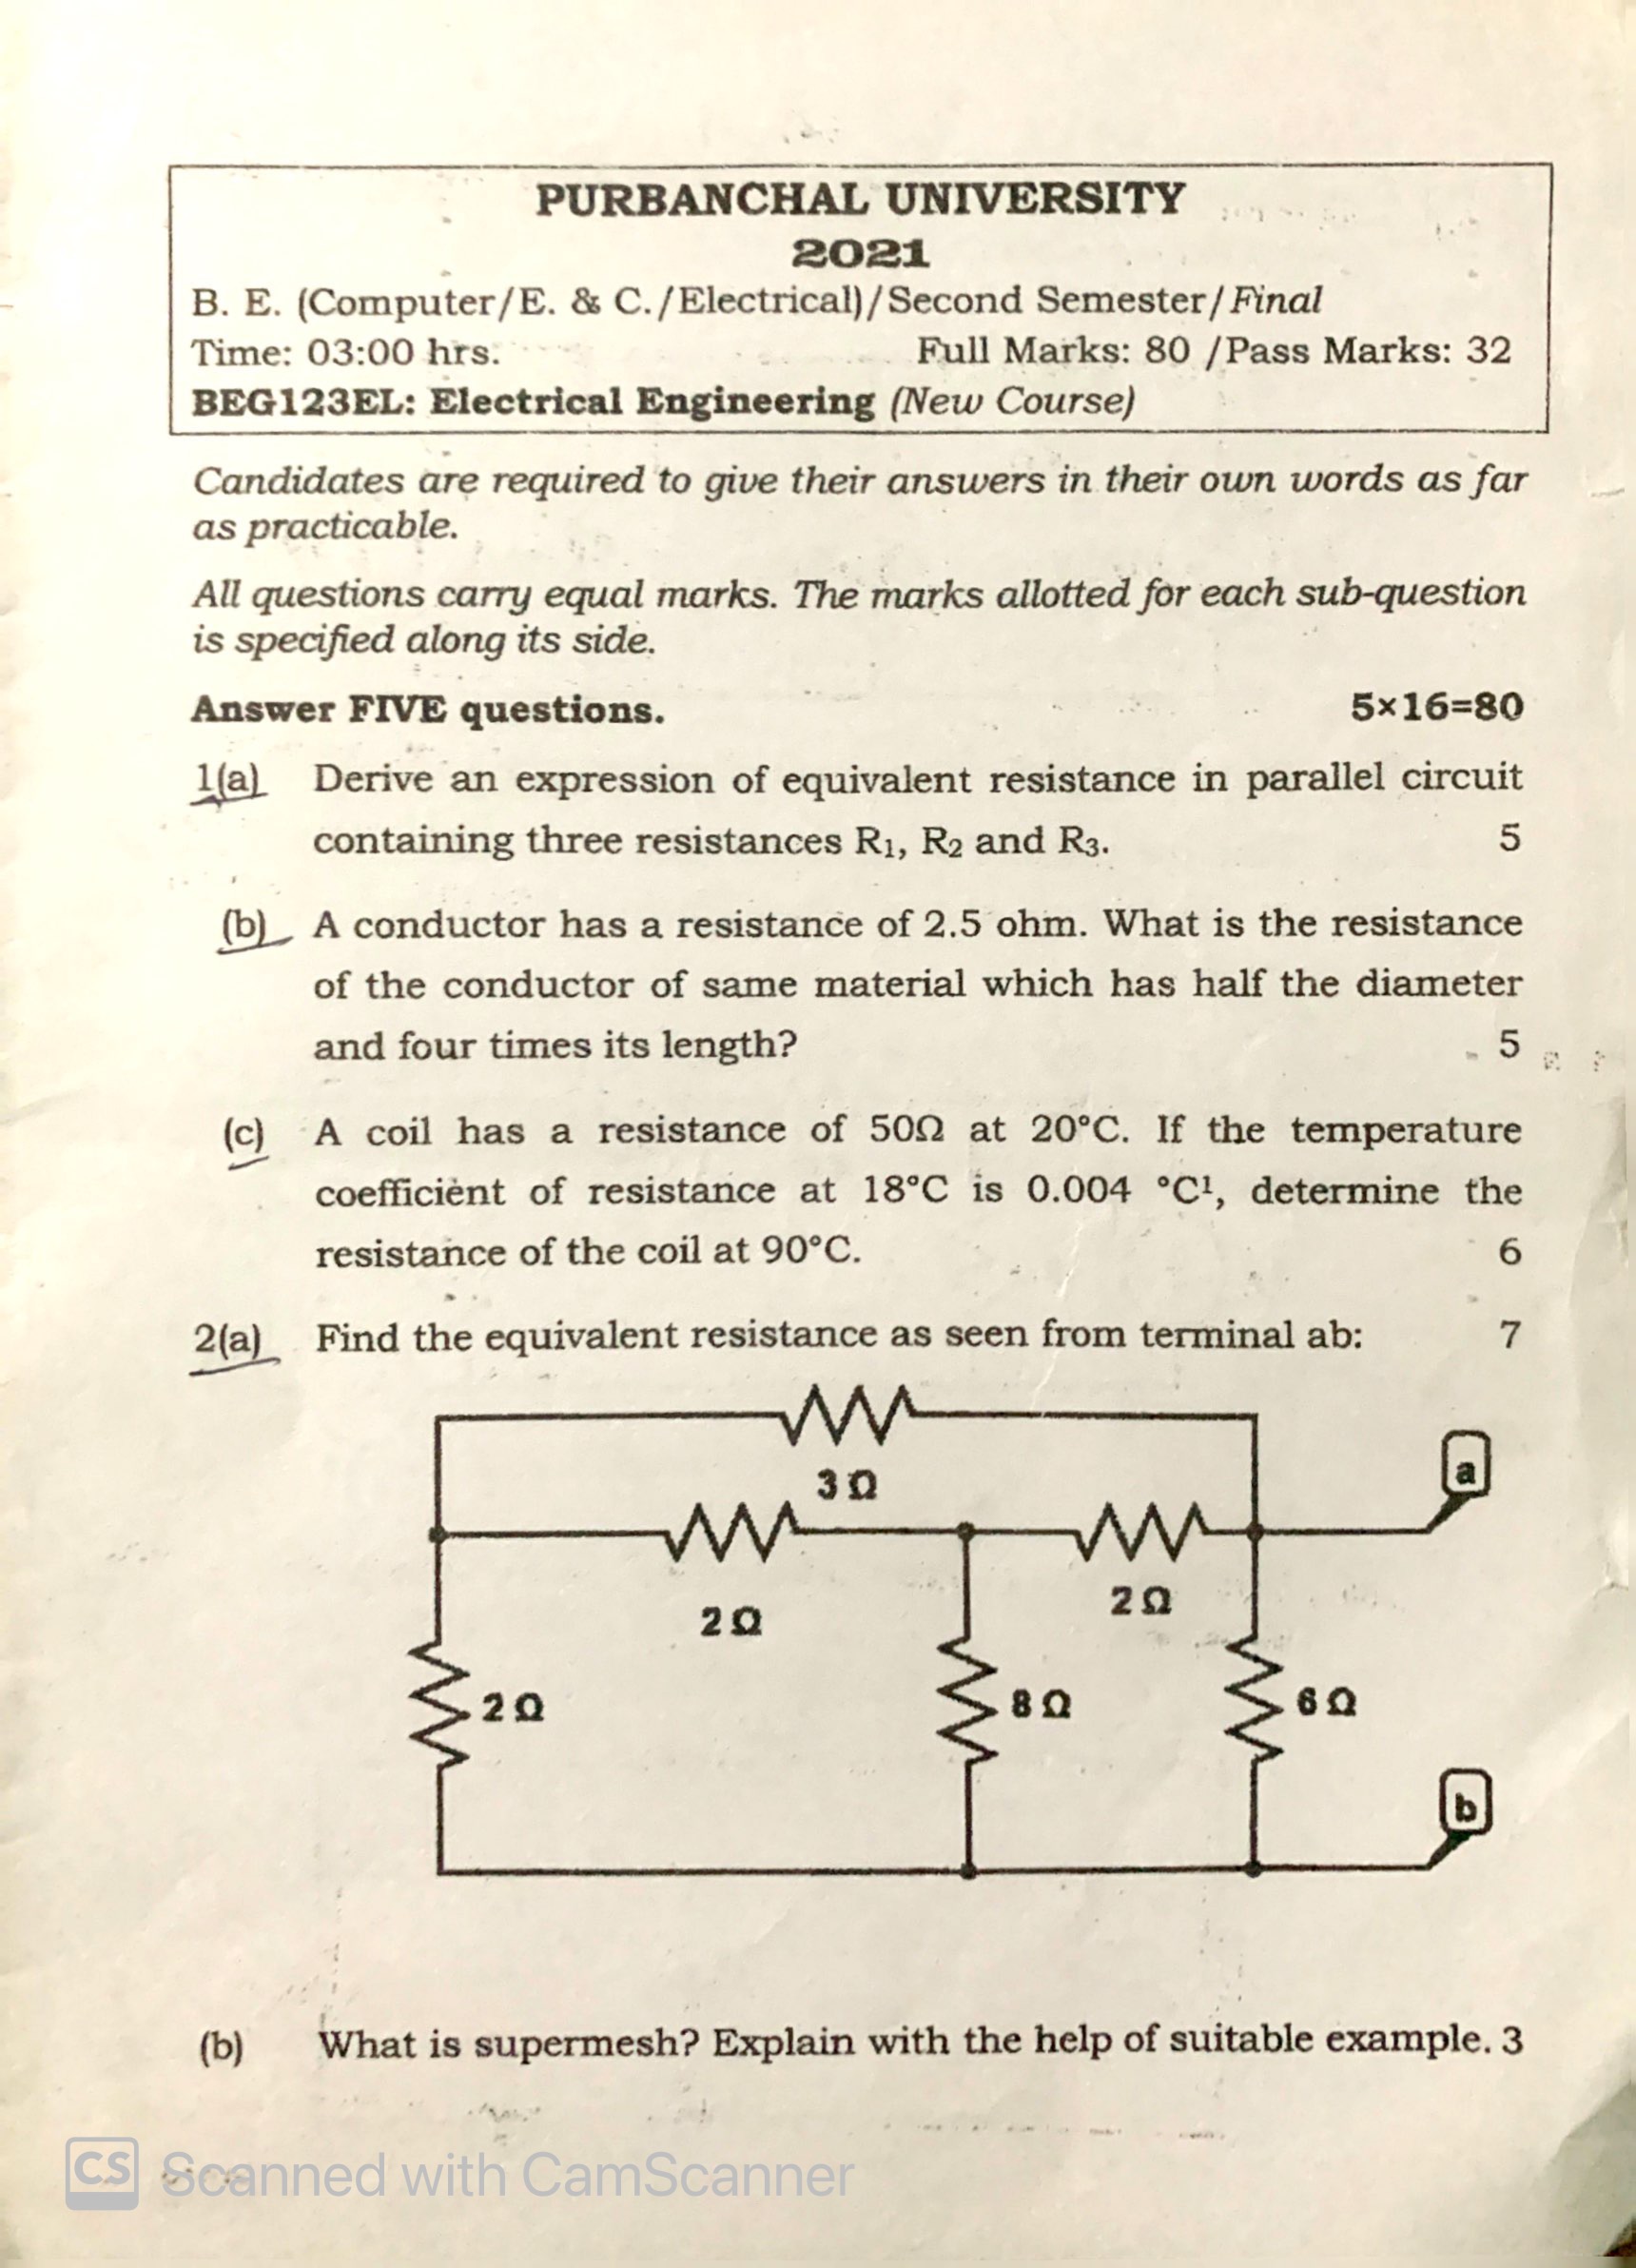 PURBANCHAL UNIVERSITY
2021
B. E. (Computer/E. & C./Electrical)/Second Semester/Final
Time: 03:00 hrs. Full Marks: 80 /Pass Marks: 32
BEG123EL: Electrical Engineering (New Course)
Candidates are required to give their answers in their own words as far
as practicable.
All questions carry equal marks. The marks allotted for each sub-question
is specified along its side.
Answer FIVE questions. 5×16=80
1(a) Derive an expression of equivalent resistance in parallel circuit
containing three resistances R₁, R₂ and R₃. 5
(b) A conductor has a resistance of 2.5 ohm. What is the resistance
of the conductor of same material which has half the diameter
and four times its length? 5
(c) A coil has a resistance of 50Ω at 20°C. If the temperature
coefficient of resistance at 18°C is 0.004 °C¹, determine the
resistance of the coil at 90°C. 6
2(a) Find the equivalent resistance as seen from terminal ab: 7
a
3Ω
2Ω
2Ω
2Ω
8Ω
6Ω
b
(b) What is supermesh? Explain with the help of suitable example. 3
CS Scanned with CamScanner